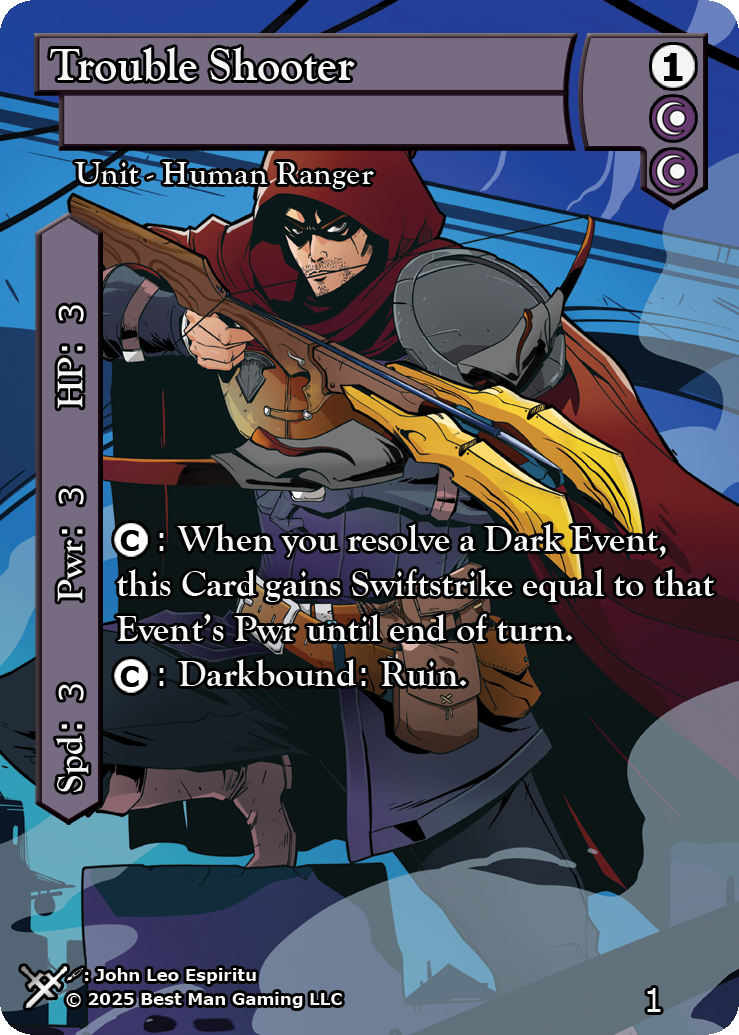 Trouble Shooter
1
Unit - Human Ranger
HP: 3
Pwr: 3
Spd: 3
C : When you resolve a Dark Event,
this Card gains Swiftstrike equal to that
Event's Pwr until end of turn.
C : Darkbound: Ruin.
: John Leo Espiritu
© 2025 Best Man Gaming LLC
1